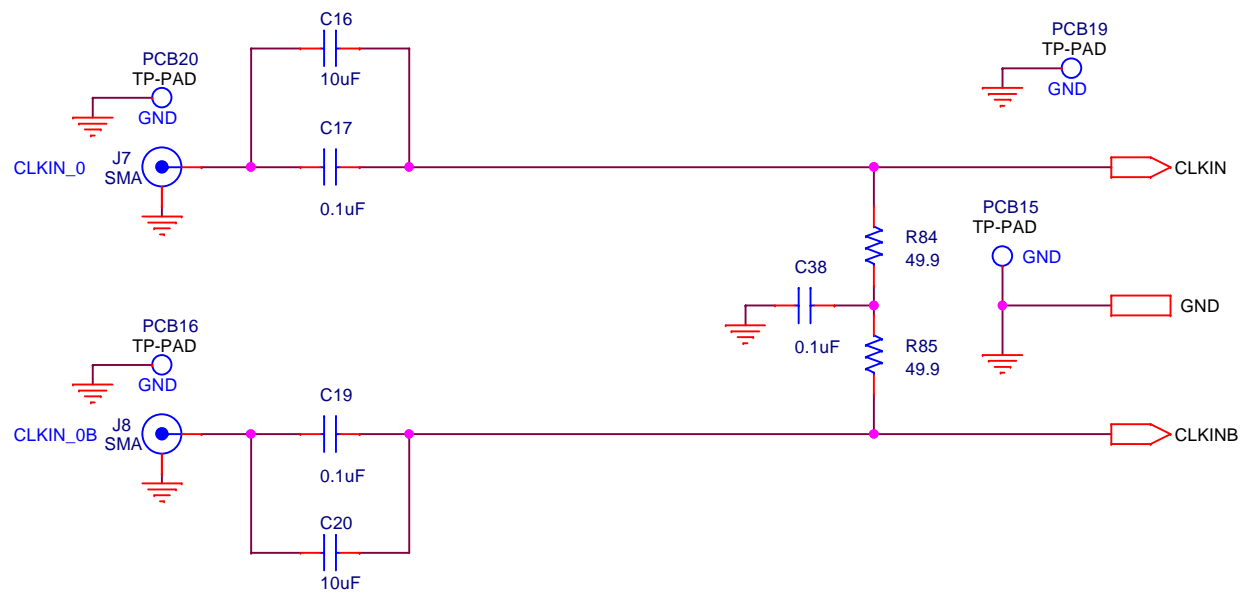 C16
10uF
PCB20
TP-PAD
GND
PCB19
TP-PAD
GND
C17
0.1uF
CLKIN_0
J7
SMA
CLKIN
R84
49.9
PCB15
TP-PAD
GND
C38
0.1uF
GND
R85
49.9
PCB16
TP-PAD
GND
CLKIN_0B
J8
SMA
C19
0.1uF
CLKINB
C20
10uF